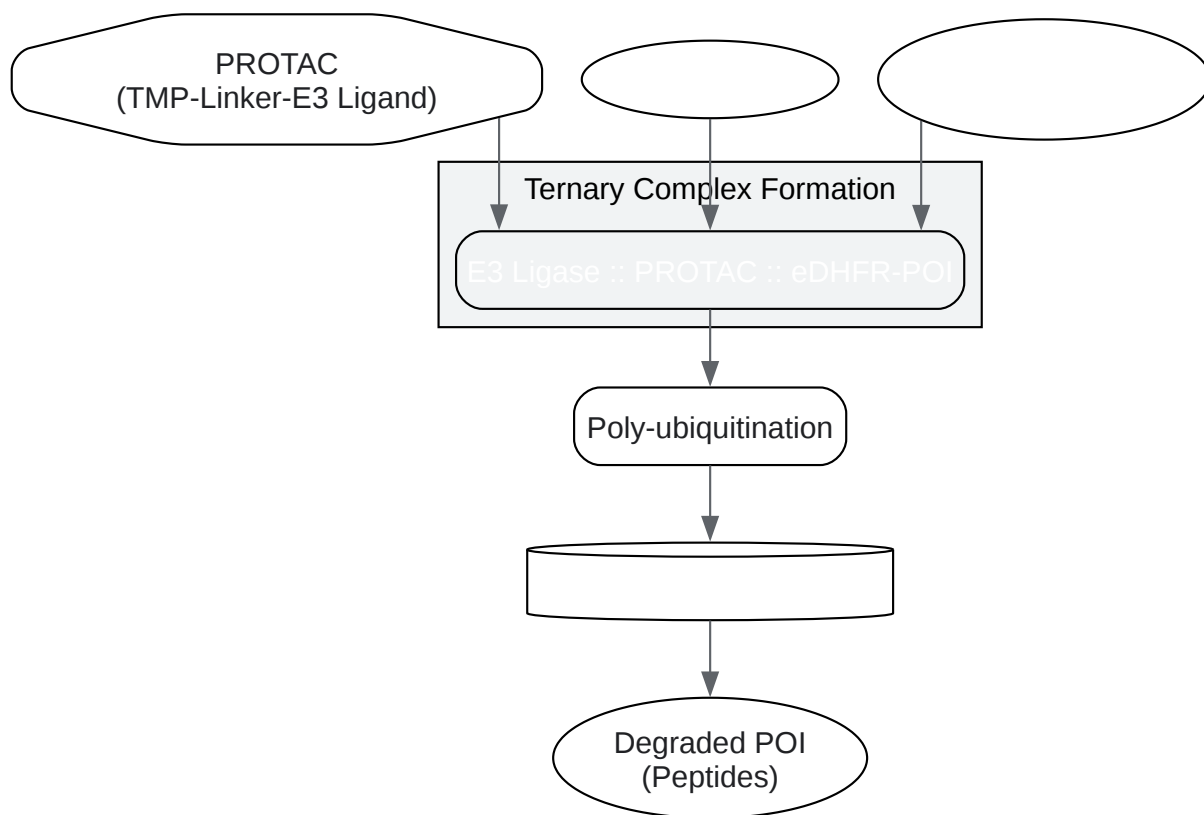 PROTAC
(TMP-Linker-E3 Ligand)
Ternary Complex Formation
E3 Ligase :: PROTAC :: eDHFR-POI
Poly-ubiquitination
Degraded POI
(Peptides)